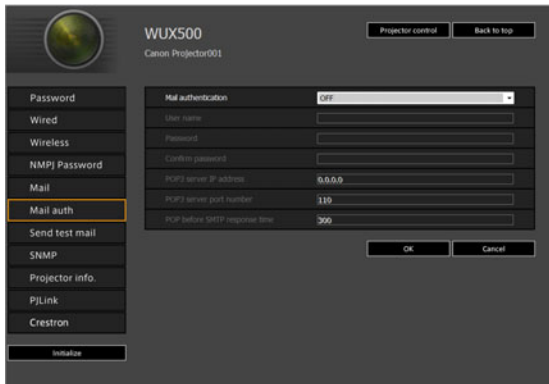 WUX500
Projector control
Back to top
Canon Projector001
Password
Wired
Wireless
NMPJ Password
Mail
Mail auth
Send test mail
SNMP
Projector info.
PJLink
Crestron
Initialize
Mail authentication OFF
User name
Password
Confirm password
POP3 server IP address 0.0.0.0
POP3 server port number 110
POP before SMTP response time 300
OK
Cancel